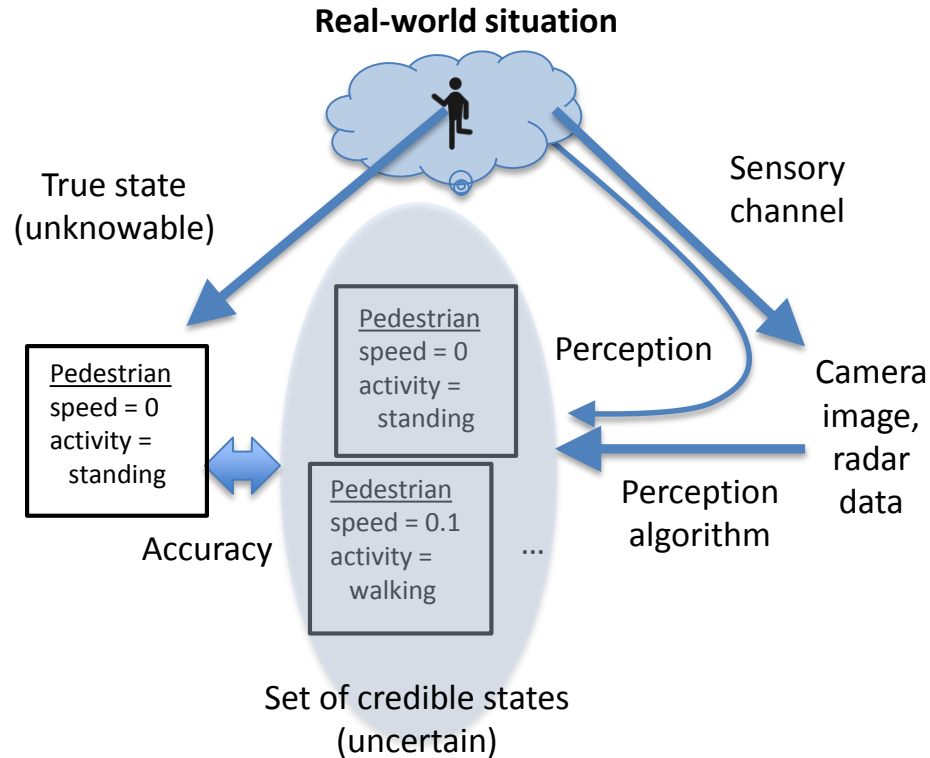 Real-world situation
True state
(unknowable)
Sensory
channel
Pedestrian
speed = 0
activity =
standing
Accuracy
Pedestrian
speed = 0
activity =
standing
Pedestrian
speed = 0.1
activity =
walking
...
Perception
Perception
algorithm
Camera
image,
radar
data
Set of credible states
(uncertain)